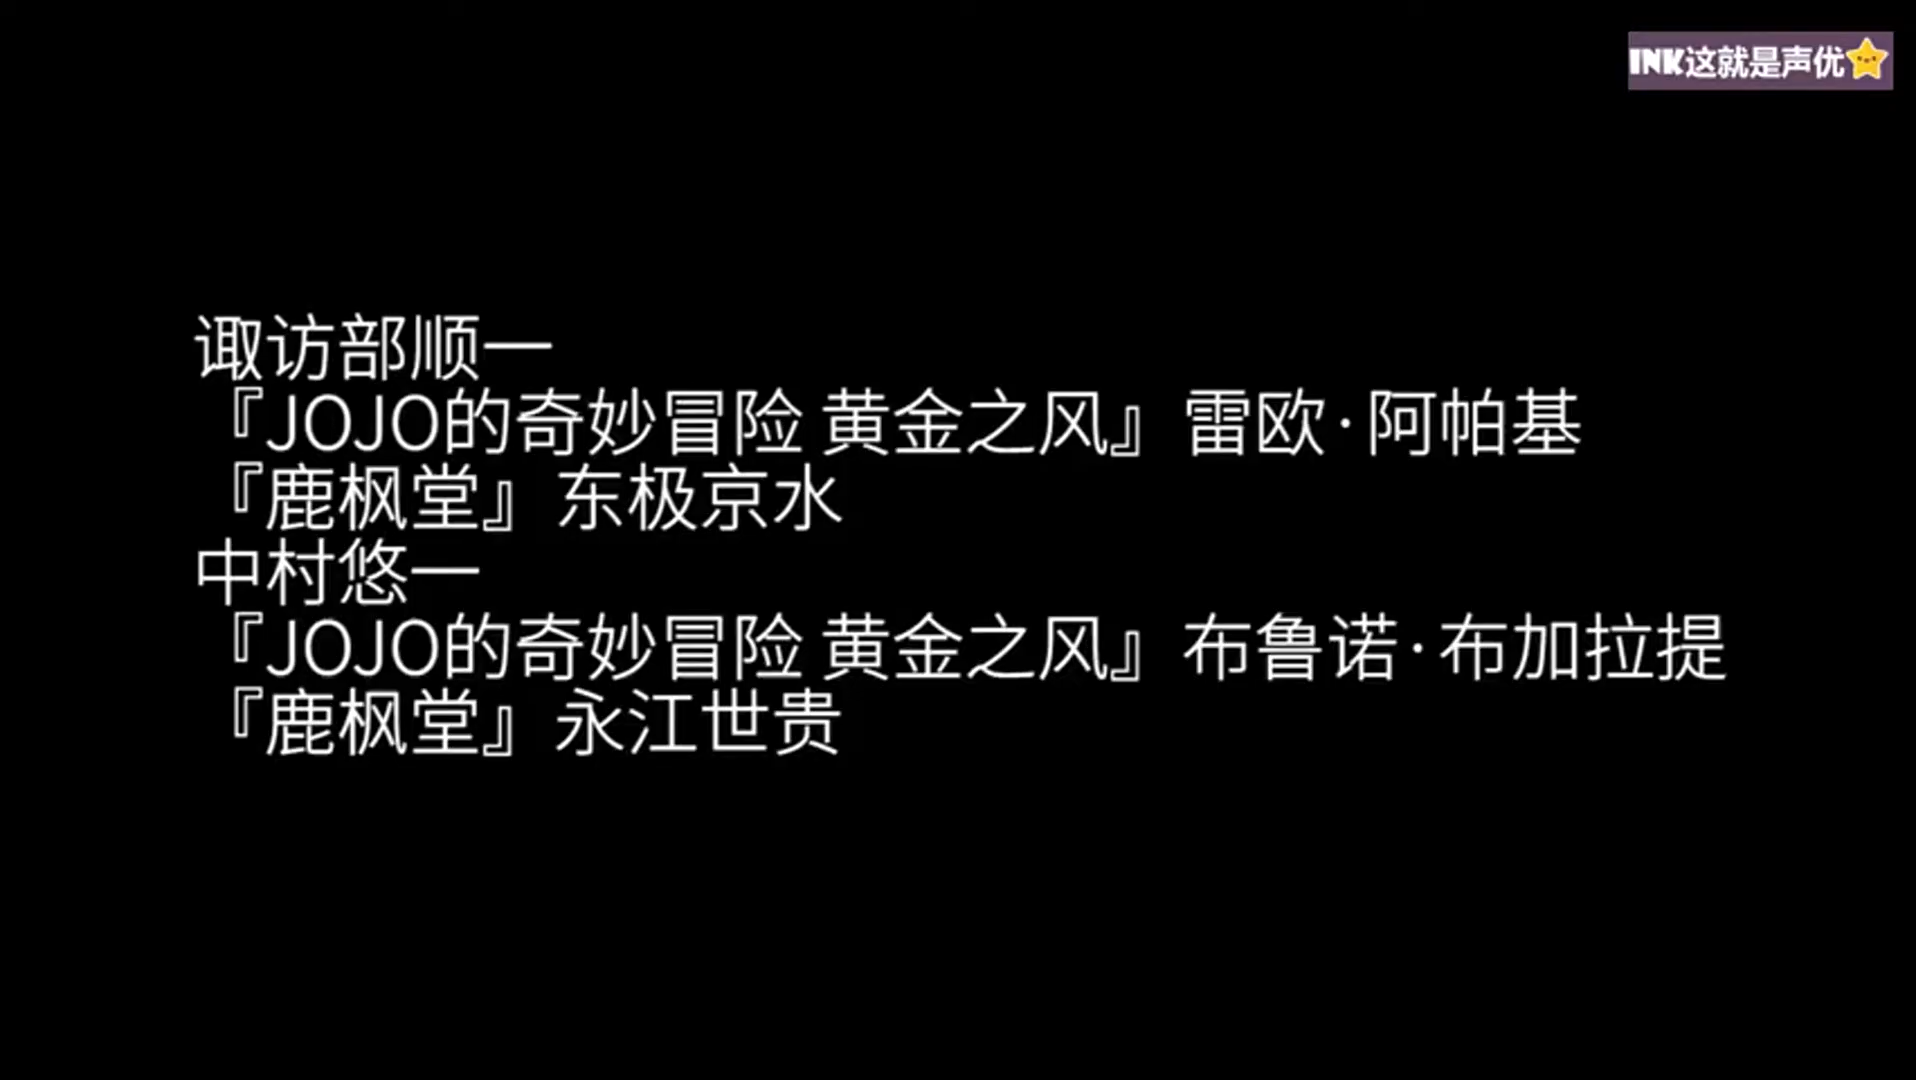 INK这就是声优
诹访部顺一
『JOJO的奇妙冒险 黄金之风』雷欧·阿帕基
『鹿枫堂』东极京水
中村悠一
『JOJO的奇妙冒险 黄金之风』布鲁诺·布加拉提
『鹿枫堂』永江世贵